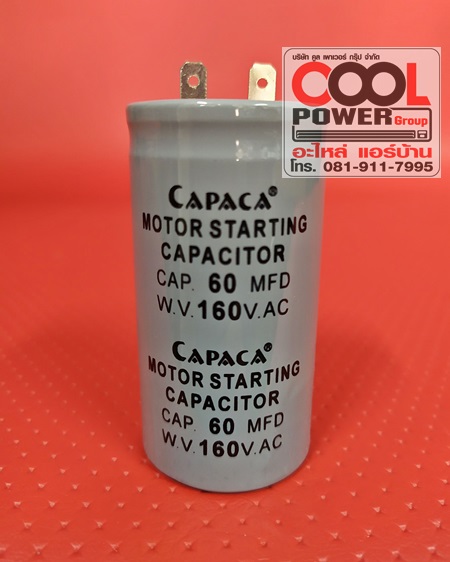 บริษัท คูล เพาเวอร์ กรุ๊ป จำกัด
COOL
POWER Group
อะไหล่ แอร์บ้าน
โทร. 081-911-7995
CAPACA®
MOTOR STARTING
CAPACITOR
CAP. 60 MFD
W.V. 160V.AC
CAPACA®
MOTOR STARTING
CAPACITOR
CAP. 60 MFD
W.V. 160V.AC